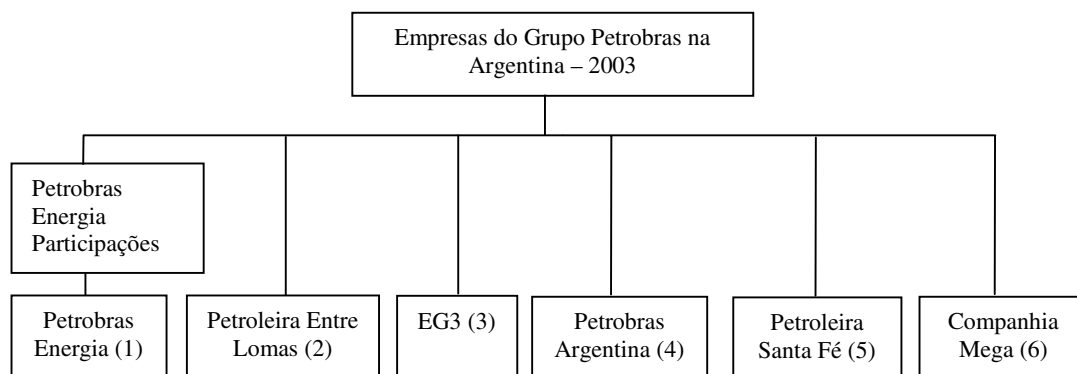 Empresas do Grupo Petrobras na
Argentina – 2003
Petrobras
Energia
Participações
Petrobras
Energia (1)
Petroleira Entre
Lomas (2)
EG3 (3)
Petrobras
Argentina (4)
Petroleira
Santa Fé (5)
Companhia
Mega (6)